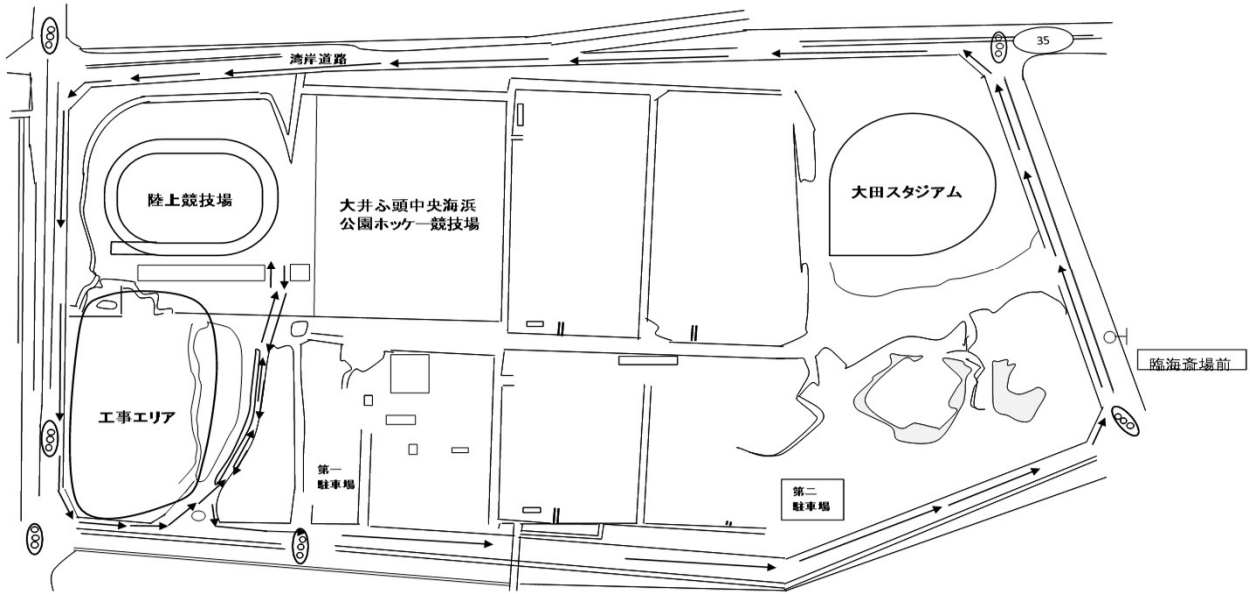 35
湾岸道路
陸上競技場
大井ふ頭中央海浜
公園ホッケー競技場
大田スタジアム
臨海斎場前
工事エリア
第一
駐車場
第二
駐車場